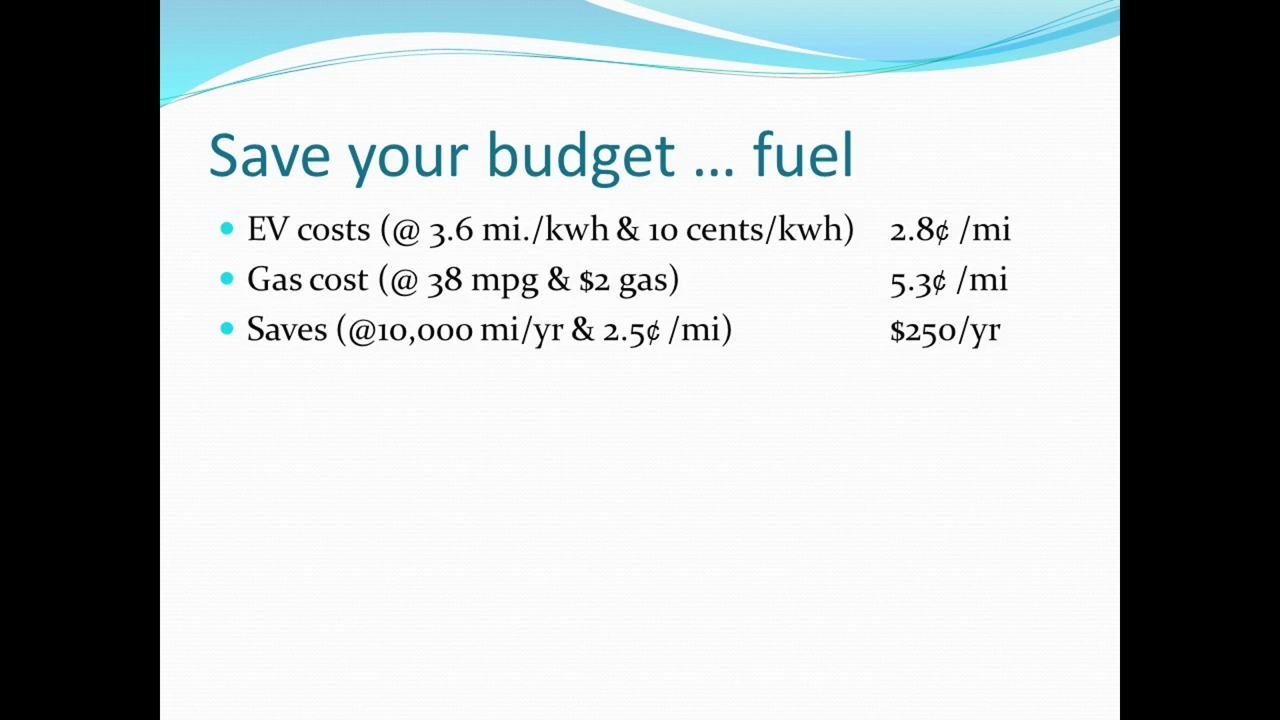 Save your budget ... fuel
EV costs (@ 3.6 mi./kwh & 10 cents/kwh) 2.8¢ /mi
Gas cost (@ 38 mpg & $2 gas) 5.3¢ /mi
Saves (@10,000 mi/yr & 2.5¢ /mi) $250/yr